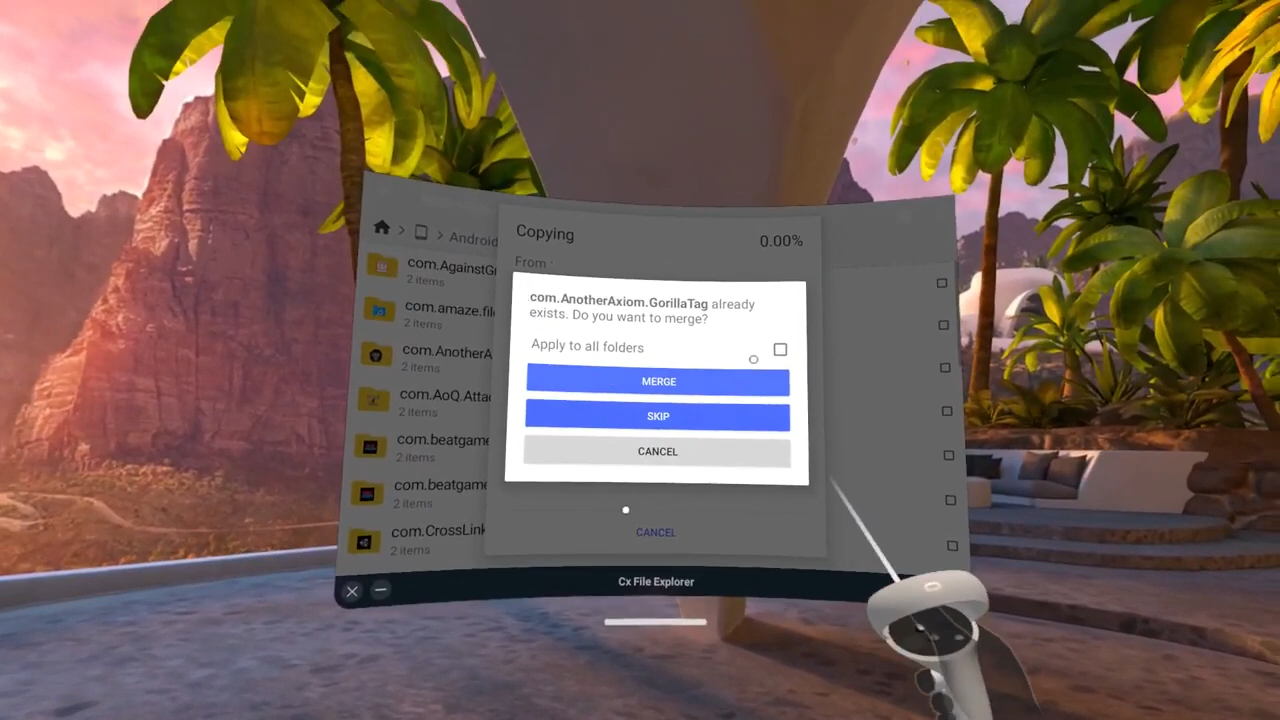 Android
Copying
0.00%
From :
com.AgainstGr
2 items
com.amaze.file
2 items
com.AnotherA
2 items
com.AoQ.Atta
2 items
com.beatgame
2 items
com.beatgame
2 items
com.CrossLink
2 items
com.AnotherAxiom.GorillaTag already
exists. Do you want to merge?
Apply to all folders
MERGE
SKIP
CANCEL
CANCEL
Cx File Explorer